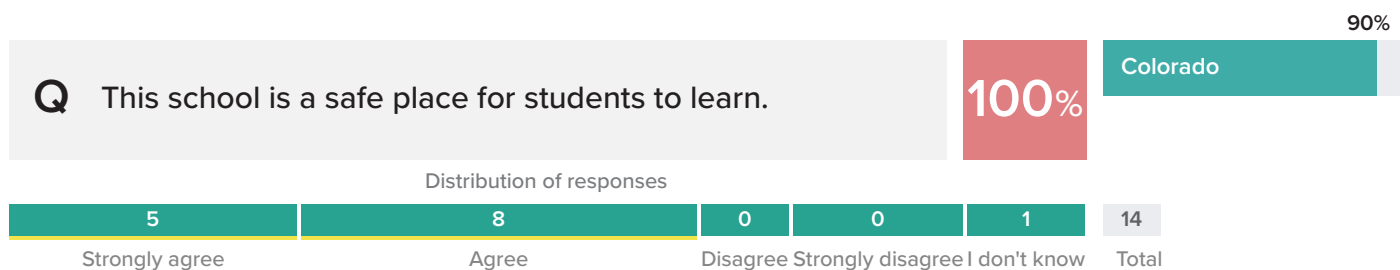 90%
Q This school is a safe place for students to learn. 100% Colorado
Distribution of responses
5 8 0 0 1 14
Strongly agree Agree Disagree Strongly disagree I don't know Total